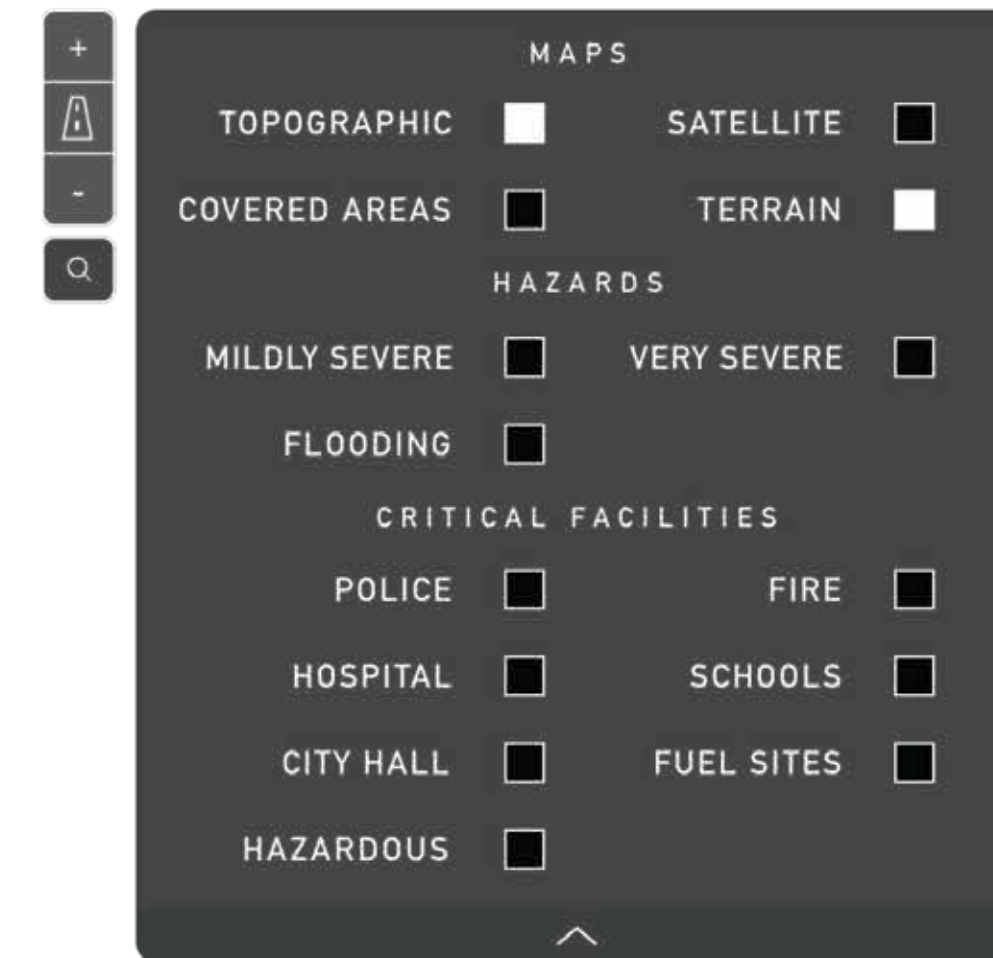 +
MAPS
TOPOGRAPHIC SATELLITE
COVERED AREAS TERRAIN
-
HAZARDS
MILDLY SEVERE VERY SEVERE
FLOODING
CRITICAL FACILITIES
POLICE FIRE
HOSPITAL SCHOOLS
CITY HALL FUEL SITES
HAZARDOUS